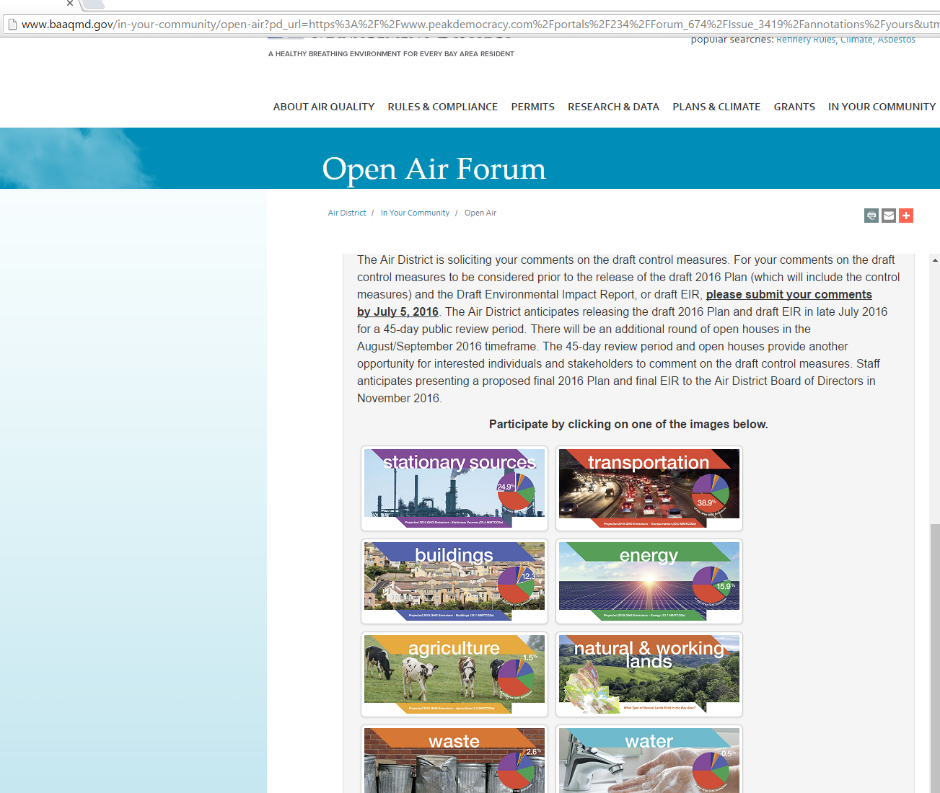 www.baaqmd.gov/in-your-community/open-air?pd_url=https%3A%2F%2Fwww.peakdemocracy.com%2Fportals%2F234%2FForum_674%2FIssue_3419%2Fannotations%2Fyours&utm
popular searches: Refinery Rules, Climate, Asbestos
A HEALTHY BREATHING ENVIRONMENT FOR EVERY BAY AREA RESIDENT
ABOUT AIR QUALITY RULES & COMPLIANCE PERMITS RESEARCH & DATA PLANS & CLIMATE GRANTS IN YOUR COMMUNITY
Open Air Forum
Air District / In Your Community / Open Air
The Air District is soliciting your comments on the draft control measures. For your comments on the draft
control measures to be considered prior to the release of the draft 2016 Plan (which will include the control
measures) and the Draft Environmental Impact Report, or draft EIR, please submit your comments
by July 5, 2016. The Air District anticipates releasing the draft 2016 Plan and draft EIR in late July 2016
for a 45-day public review period. There will be an additional round of open houses in the
August/September 2016 timeframe. The 45-day review period and open houses provide another
opportunity for interested individuals and stakeholders to comment on the draft control measures. Staff
anticipates presenting a proposed final 2016 Plan and final EIR to the Air District Board of Directors in
November 2016.
Participate by clicking on one of the images below.
stationary sources
24.9%
transportation
38.9%
buildings
12.3
energy
15.9%
agriculture
1.5%
natural & working
lands
waste
2.6%
water
0.5%